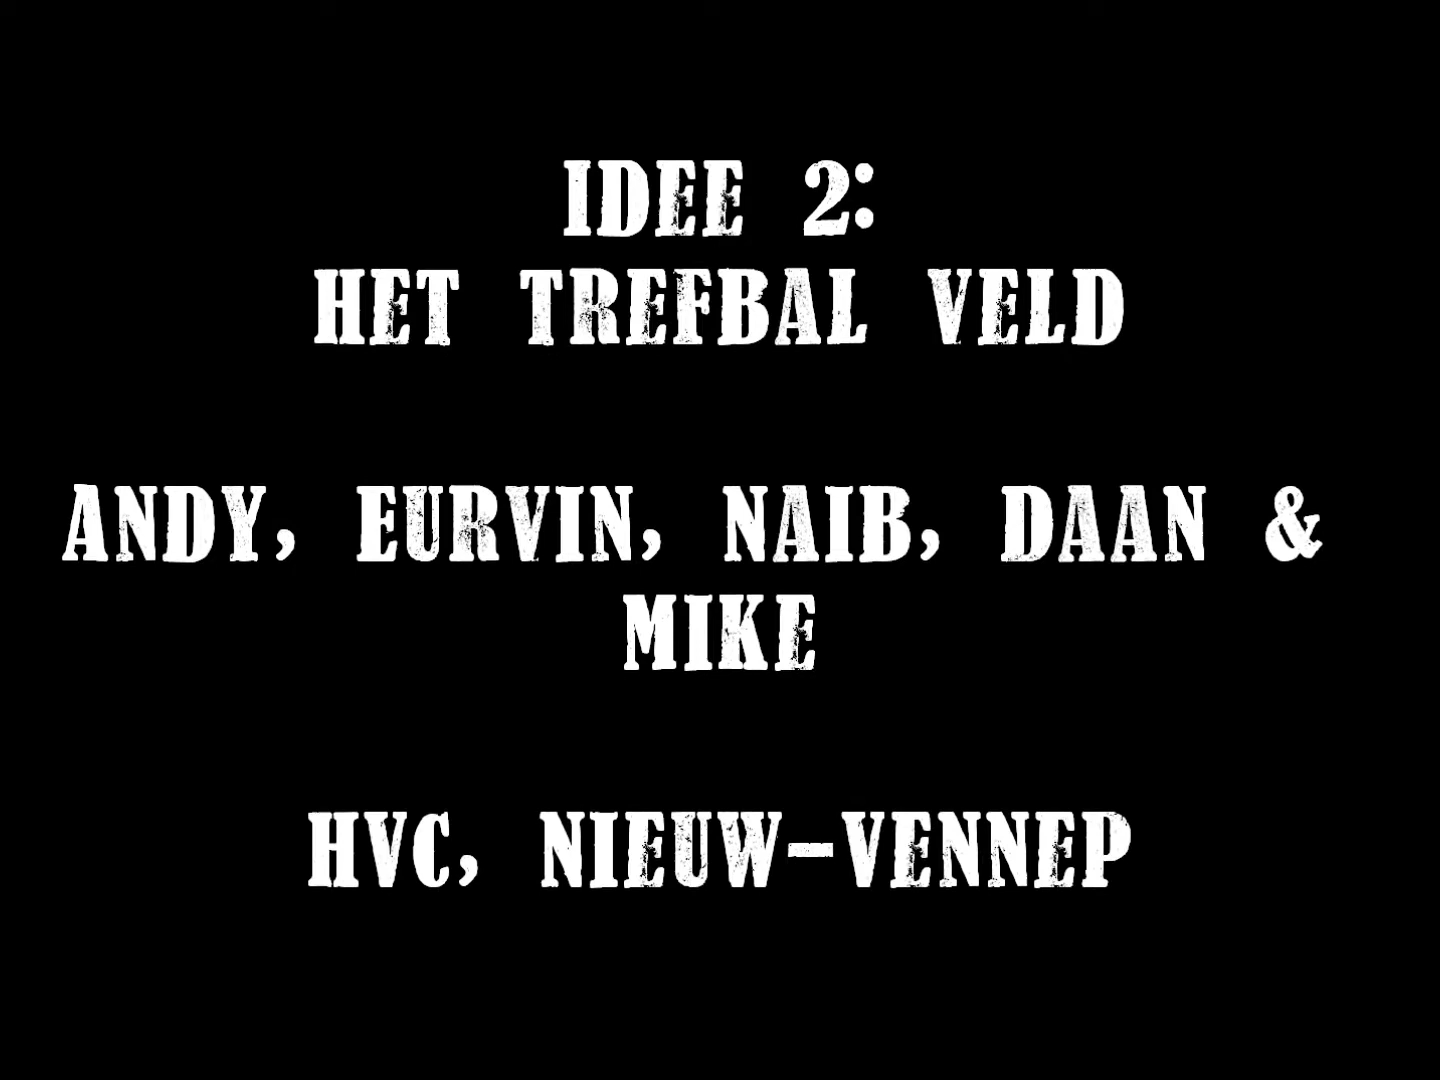 IDEE 2:
HET TREFBAL VELD
ANDY, EURVIN, NAIB, DAAN &
MIKE
HVC, NIEUW-VENNEP